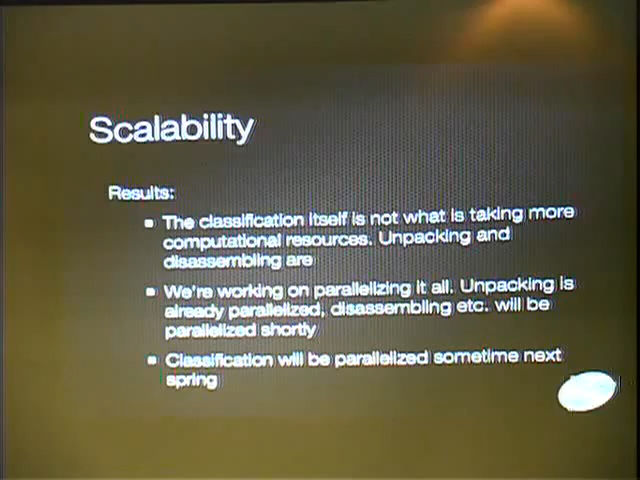 Scalability
Results:
The classification itself is not what is taking more
computational resources. Unpacking and
disassembling are
We're working on parallelizing it all. Unpacking is
already parallelized, disassembling etc. will be
parallelized shortly
Classification will be parallelized sometime next
spring